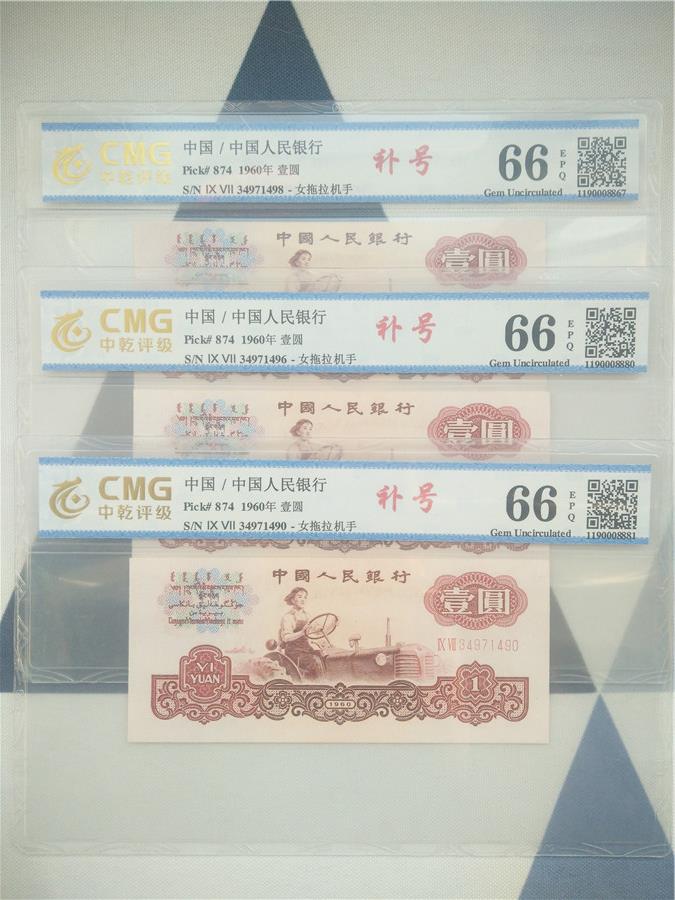 CMG
中乾评级
中国 / 中国人民银行
Pick# 874 1960年 壹圆
S/N IX VII 34971498 - 女拖拉机手
补号
66
EPQ
Gem Uncirculated
1190008867
中國人民銀行
壹圓
CMG
中乾评级
中国 / 中国人民银行
Pick# 874 1960年 壹圆
S/N IX VII 34971496 - 女拖拉机手
补号
66
EPQ
Gem Uncirculated
1190008880
中國人民銀行
壹圓
CMG
中乾评级
中国 / 中国人民银行
Pick# 874 1960年 壹圆
S/N IX VII 34971490 - 女拖拉机手
补号
66
EPQ
Gem Uncirculated
1190008881
中國人民銀行
壹圓
IX VII 34971490
YI
YUAN
1960
1